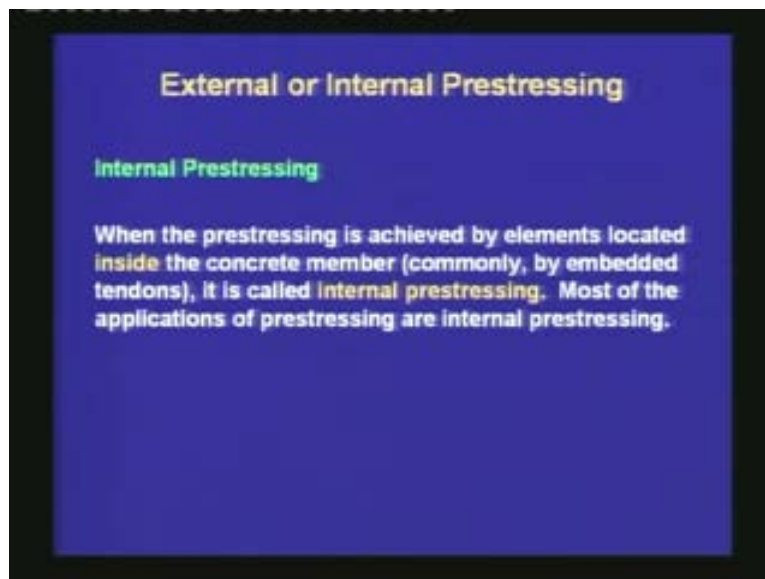 External or Internal Prestressing
Internal Prestressing
When the prestressing is achieved by elements located
inside the concrete member (commonly, by embedded
tendons), it is called internal prestressing. Most of the
applications of prestressing are internal prestressing.